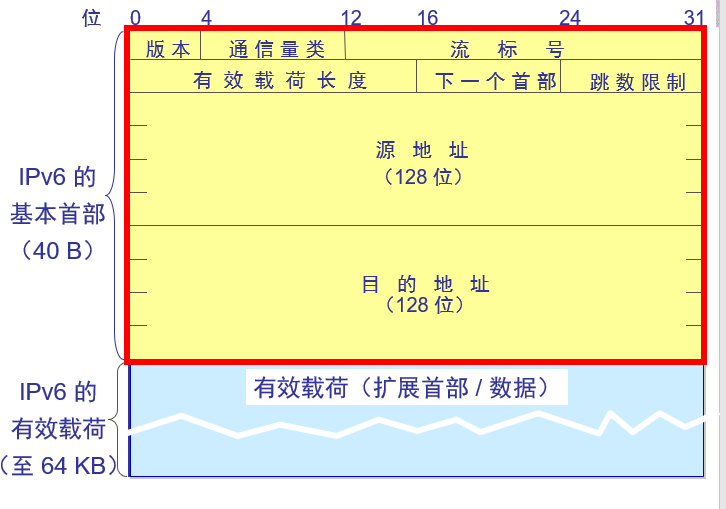 位 0 4 12 16 24 31
版本 通信量类 流标号
有效载荷长度 下一个首部 跳数限制
源地址
（128 位）
IPv6 的
基本首部
（40 B）
目的地址
（128 位）
有效载荷（扩展首部 / 数据）
IPv6 的
有效载荷
（至 64 KB）